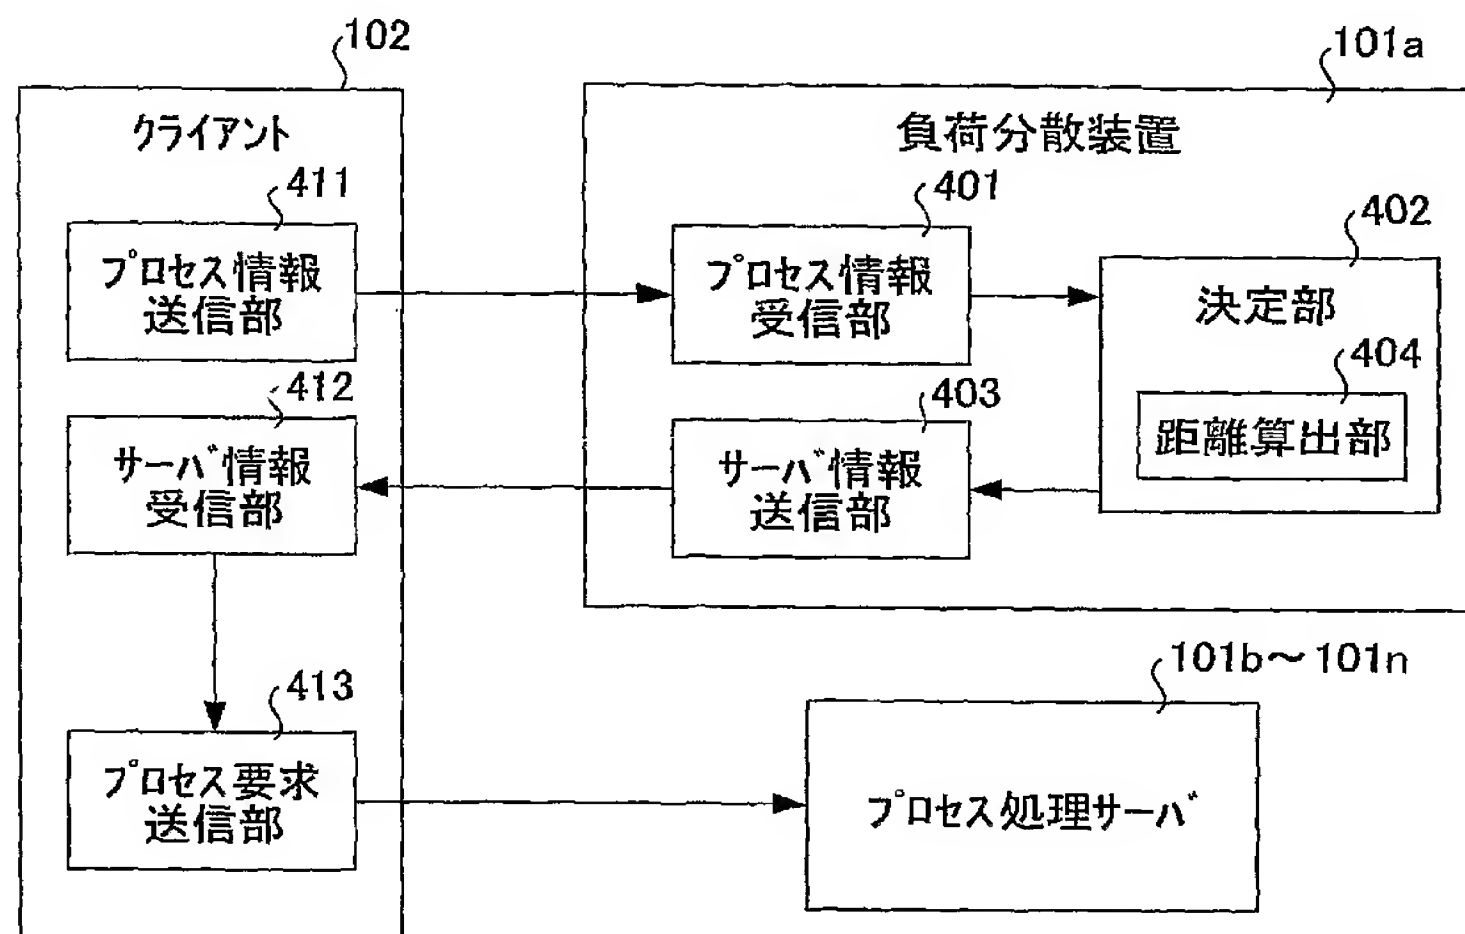 102
101a
クライアント
負荷分散装置
411
401
402
プロセス情報
送信部
プロセス情報
受信部
決定部
404
距離算出部
412
403
サーバ情報
受信部
サーバ情報
送信部
413
101b～101n
プロセス要求
送信部
プロセス処理サーバ